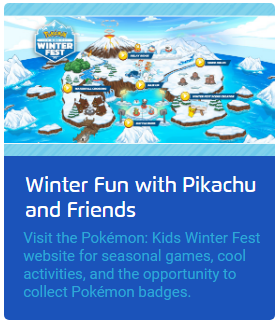 WINTER
FEST
Winter Fun with Pikachu
and Friends
Visit the Pokémon: Kids Winter Fest
website for seasonal games, cool
activities, and the opportunity to
collect Pokémon badges.